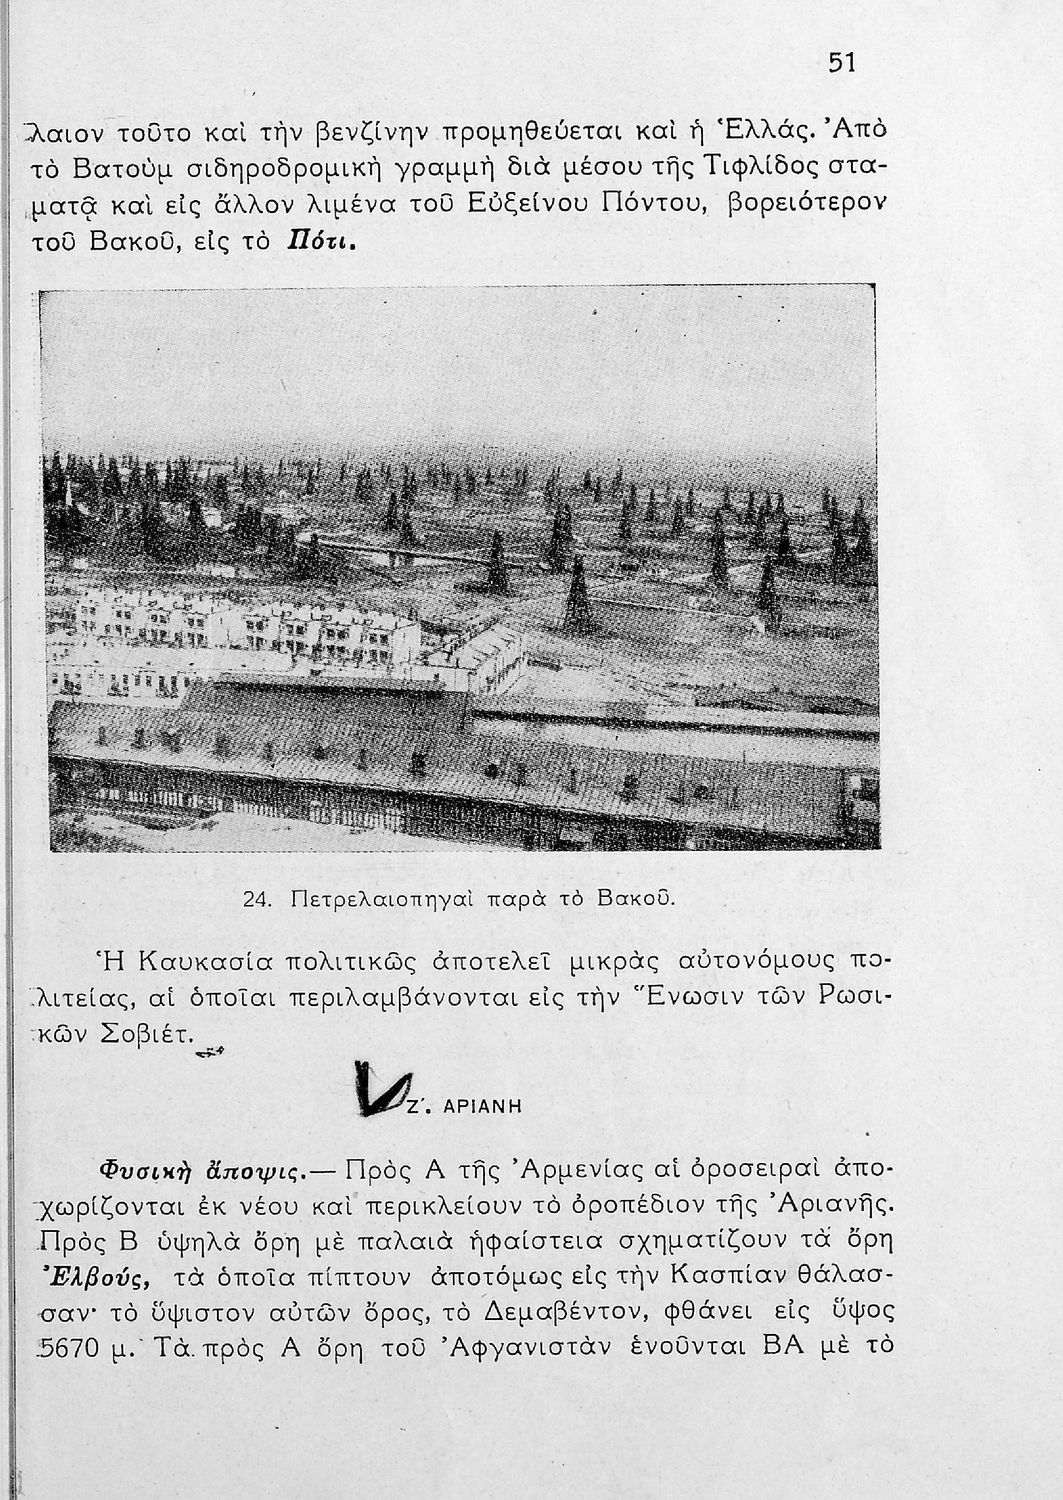 51
λαιον τοῦτο καὶ τὴν βενζίνην προμηθεύεται καὶ ἡ Ἑλλάς. Ἀπὸ
τὸ Βατοὺμ σιδηροδρομικὴ γραμμὴ διὰ μέσου τῆς Τιφλίδος στα-
ματᾷ καὶ εἰς ἄλλον λιμένα τοῦ Εὐξείνου Πόντου, βορειότερον
τοῦ Βακοῦ, εἰς τὸ Πότι.
24. Πετρελαιοπηγαὶ παρὰ τὸ Βακοῦ.
Ἡ Καυκασία πολιτικῶς ἀποτελεῖ μικρὰς αὐτονόμους πο-
λιτείας, αἱ ὁποῖαι περιλαμβάνονται εἰς τὴν Ἕνωσιν τῶν Ρωσι-
κῶν Σοβιέτ.
Ζ΄. ΑΡΙΑΝΗ
Φυσικὴ ἄποψις.— Πρὸς Α τῆς Ἀρμενίας αἱ ὀροσειραὶ ἀπο-
χωρίζονται ἐκ νέου καὶ περικλείουν τὸ ὀροπέδιον τῆς Ἀριανῆς.
Πρὸς Β ὑψηλὰ ὄρη μὲ παλαιὰ ἡφαίστεια σχηματίζουν τὰ ὄρη
Ἐλβούς, τὰ ὁποῖα πίπτουν ἀποτόμως εἰς τὴν Κασπίαν θάλασ-
σαν· τὸ ὕψιστον αὐτῶν ὄρος, τὸ Δεμαβέντον, φθάνει εἰς ὕψος
5670 μ. Τὰ πρὸς Α ὄρη τοῦ Ἀφγανιστὰν ἑνοῦνται ΒΑ μὲ τὸ